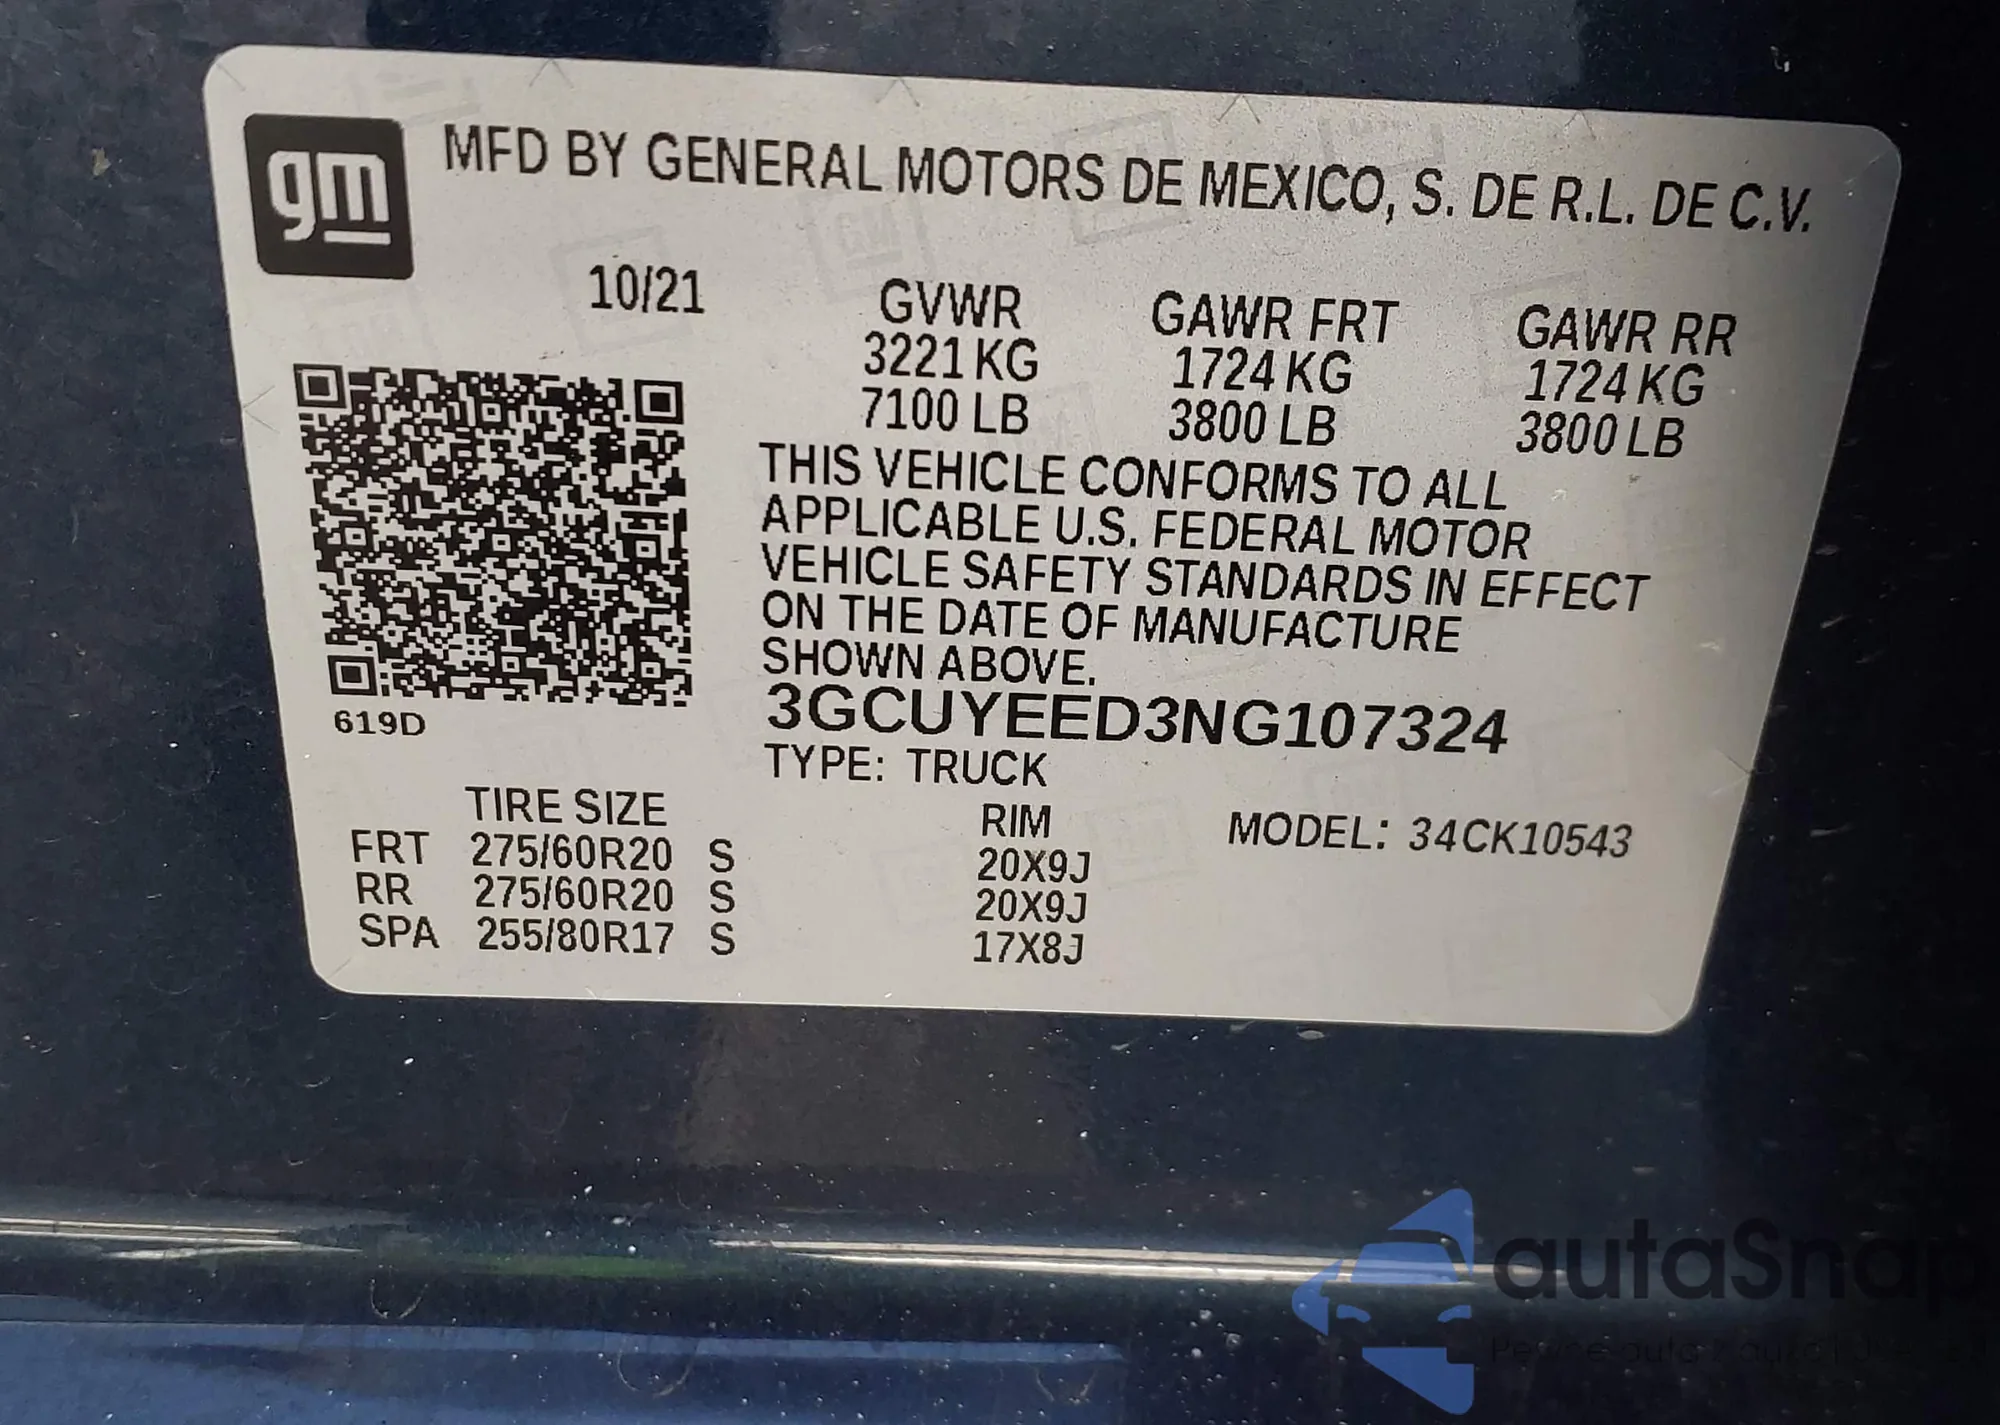 gm
MFD BY GENERAL MOTORS DE MEXICO, S. DE R.L. DE C.V.
10/21
GVWR GAWR FRT GAWR RR
3221 KG 1724 KG 1724 KG
7100 LB 3800 LB 3800 LB
THIS VEHICLE CONFORMS TO ALL
APPLICABLE U.S. FEDERAL MOTOR
VEHICLE SAFETY STANDARDS IN EFFECT
ON THE DATE OF MANUFACTURE
SHOWN ABOVE.
619D
3GCUYEED3NG107324
TYPE: TRUCK
TIRE SIZE RIM MODEL: 34CK10543
FRT 275/60R20 S 20X9J
RR 275/60R20 S 20X9J
SPA 255/80R17 S 17X8J
autaSnap